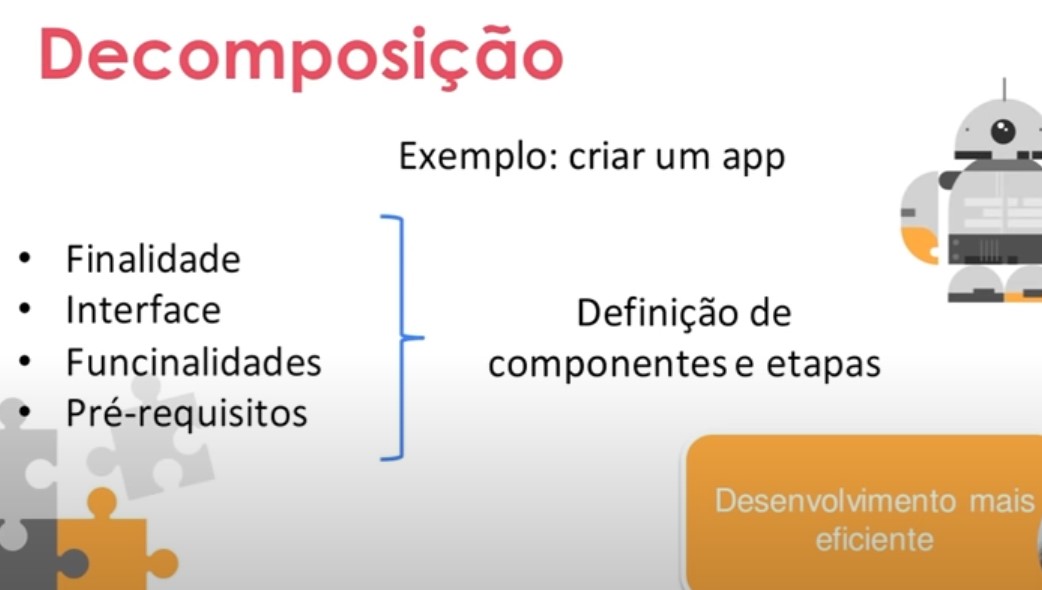 Decomposição
Exemplo: criar um app
• Finalidade
• Interface
• Funcinalidades
• Pré-requisitos
Definição de
componentes e etapas
Desenvolvimento mais
eficiente